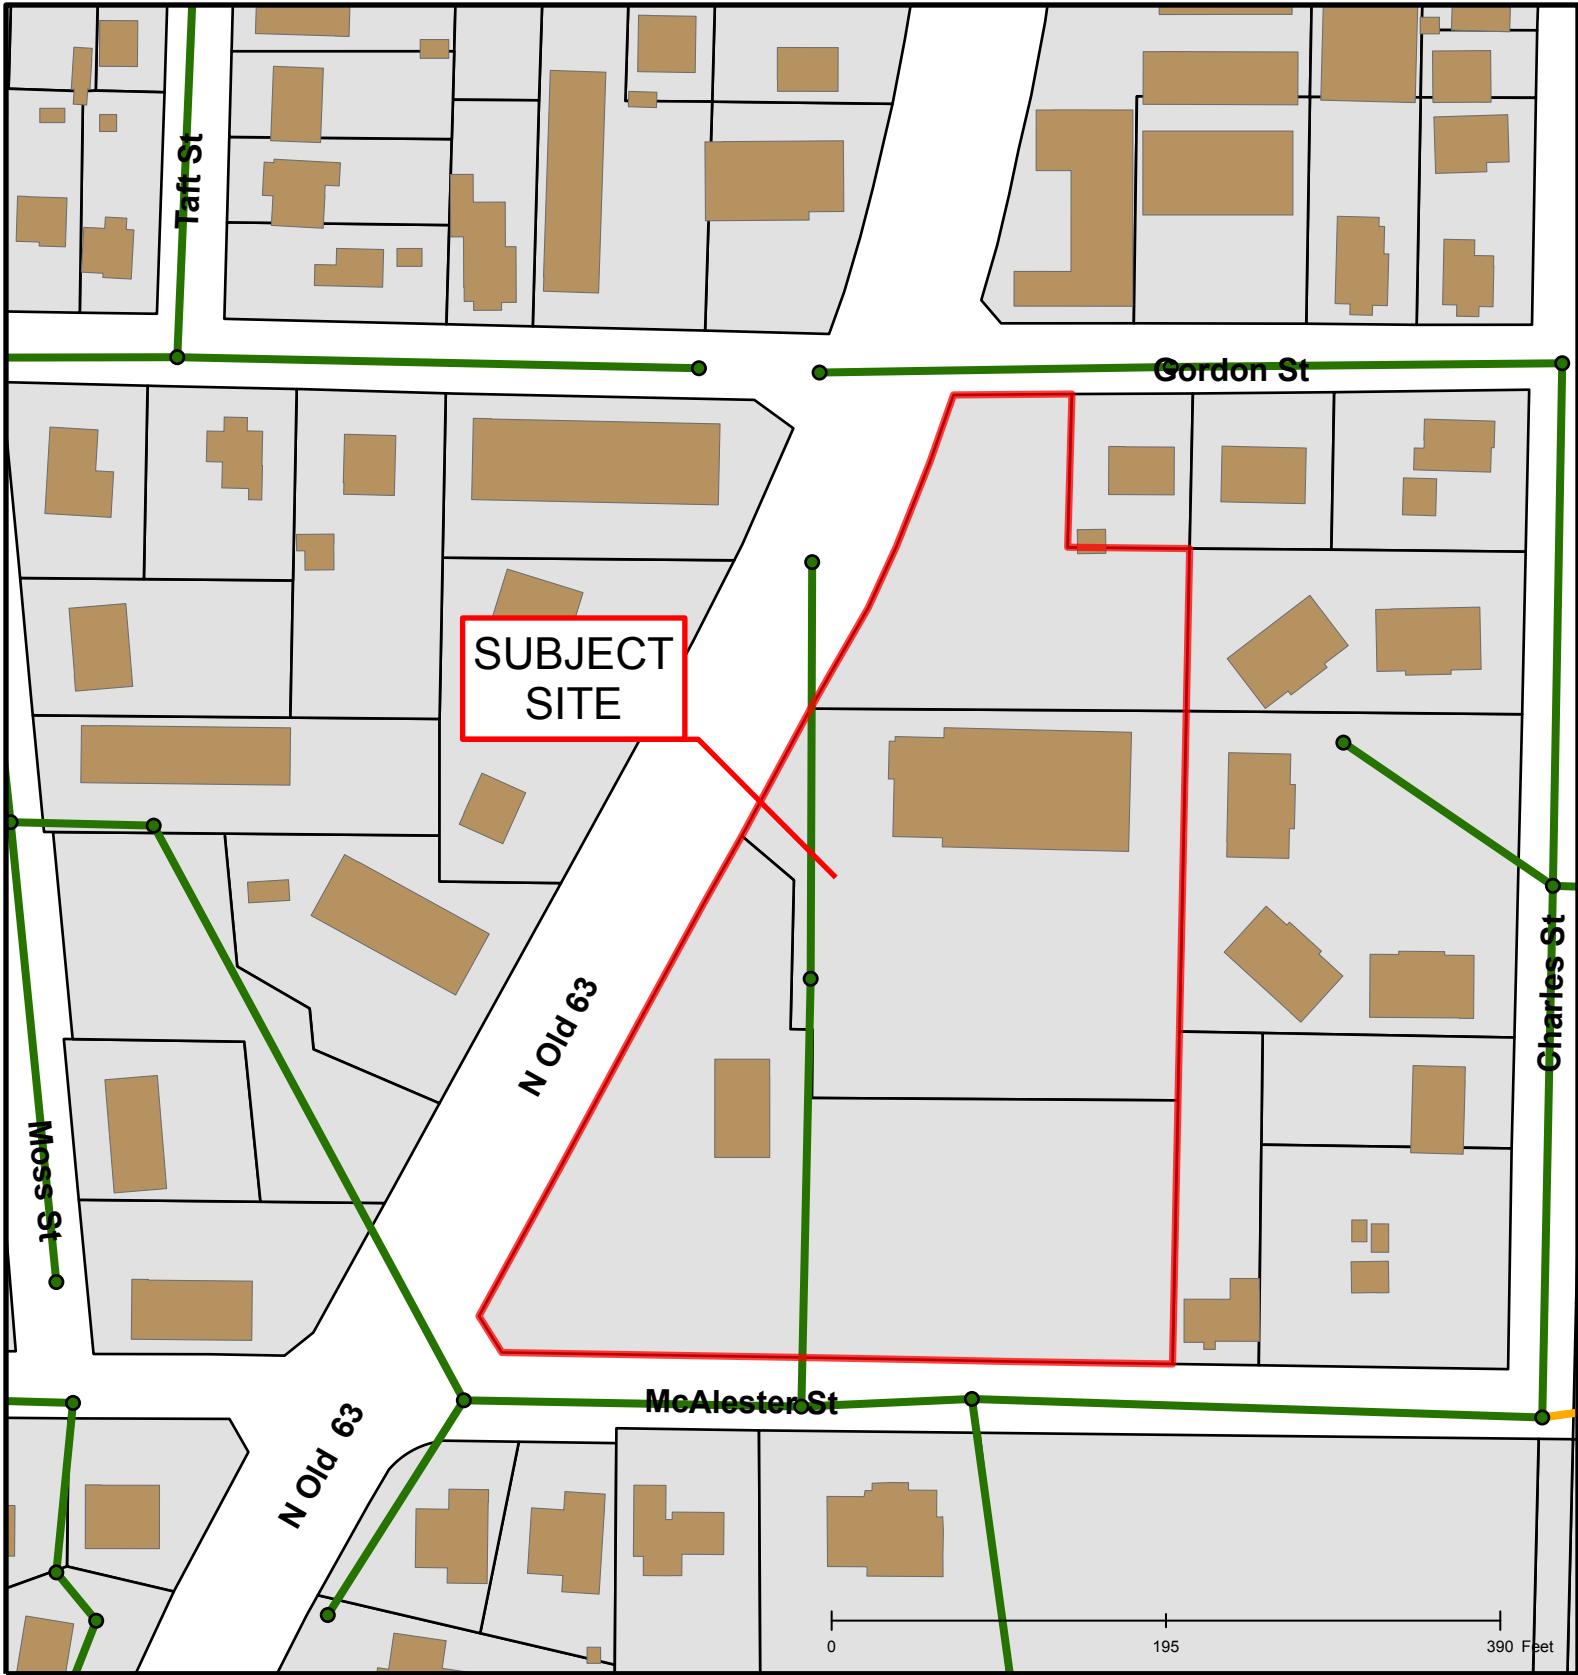 Taft St
Gordon St
SUBJECT
SITE
N Old 63
Charles St
Moss St
McAlester St
N Old 63
0 195 390 Feet